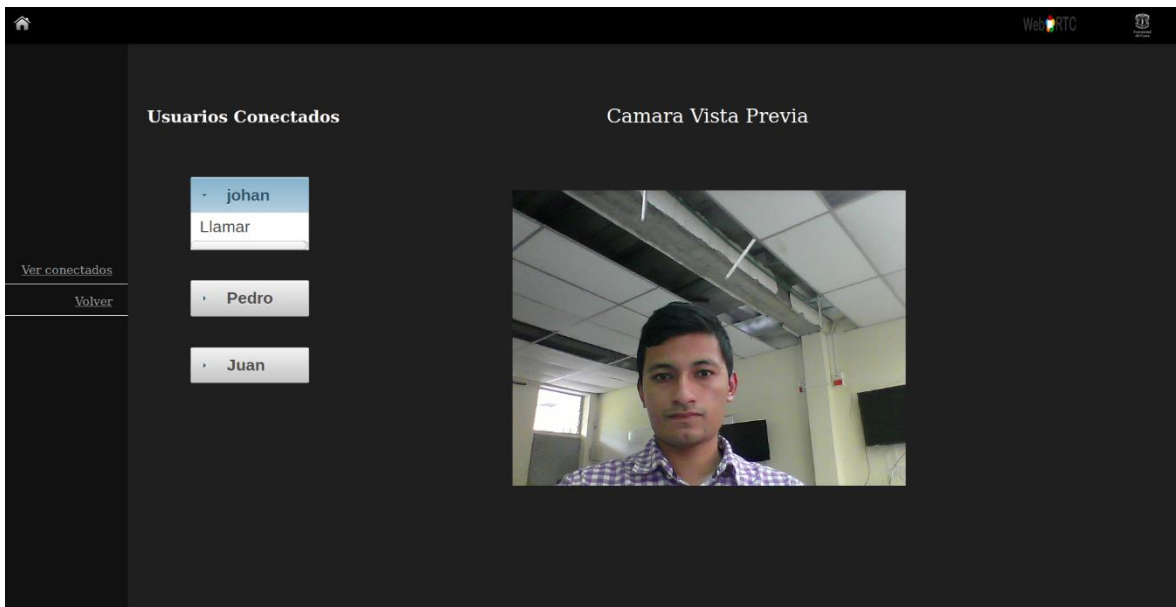 WebRTC
Usuarios Conectados
Camara Vista Previa
johan
Llamar
Ver conectados
Volver
Pedro
Juan